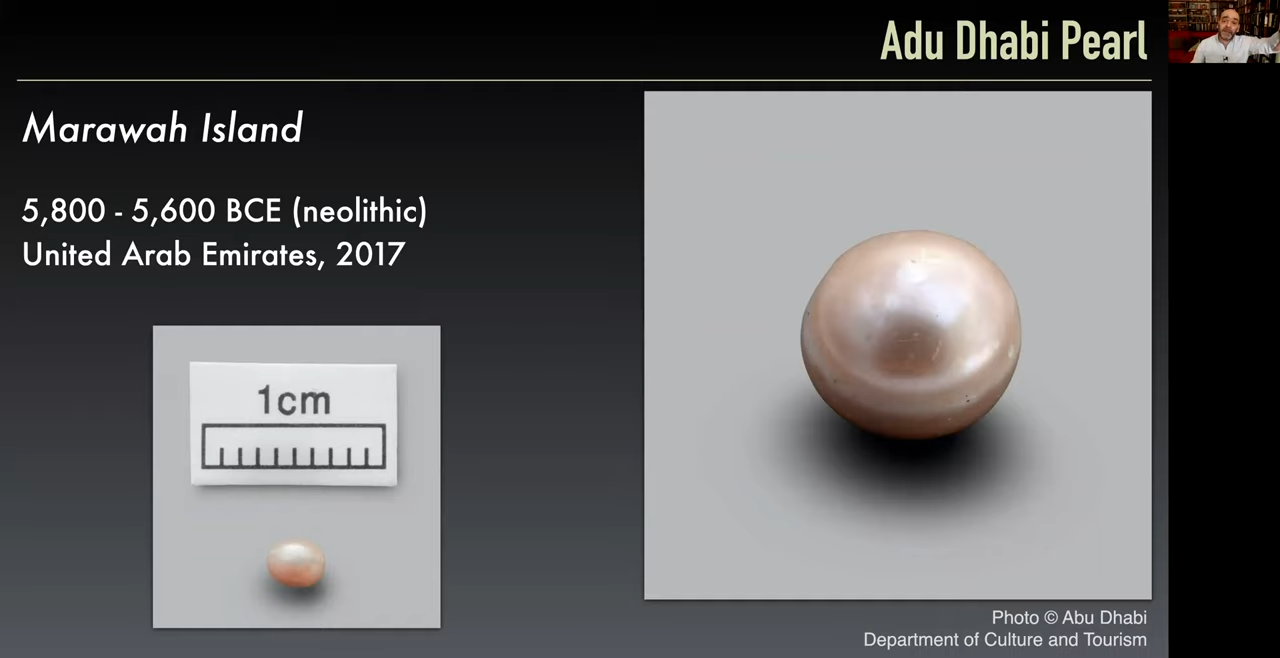 Adu Dhabi Pearl
Marawah Island
5,800 - 5,600 BCE (neolithic)
United Arab Emirates, 2017
1cm
Photo © Abu Dhabi
Department of Culture and Tourism